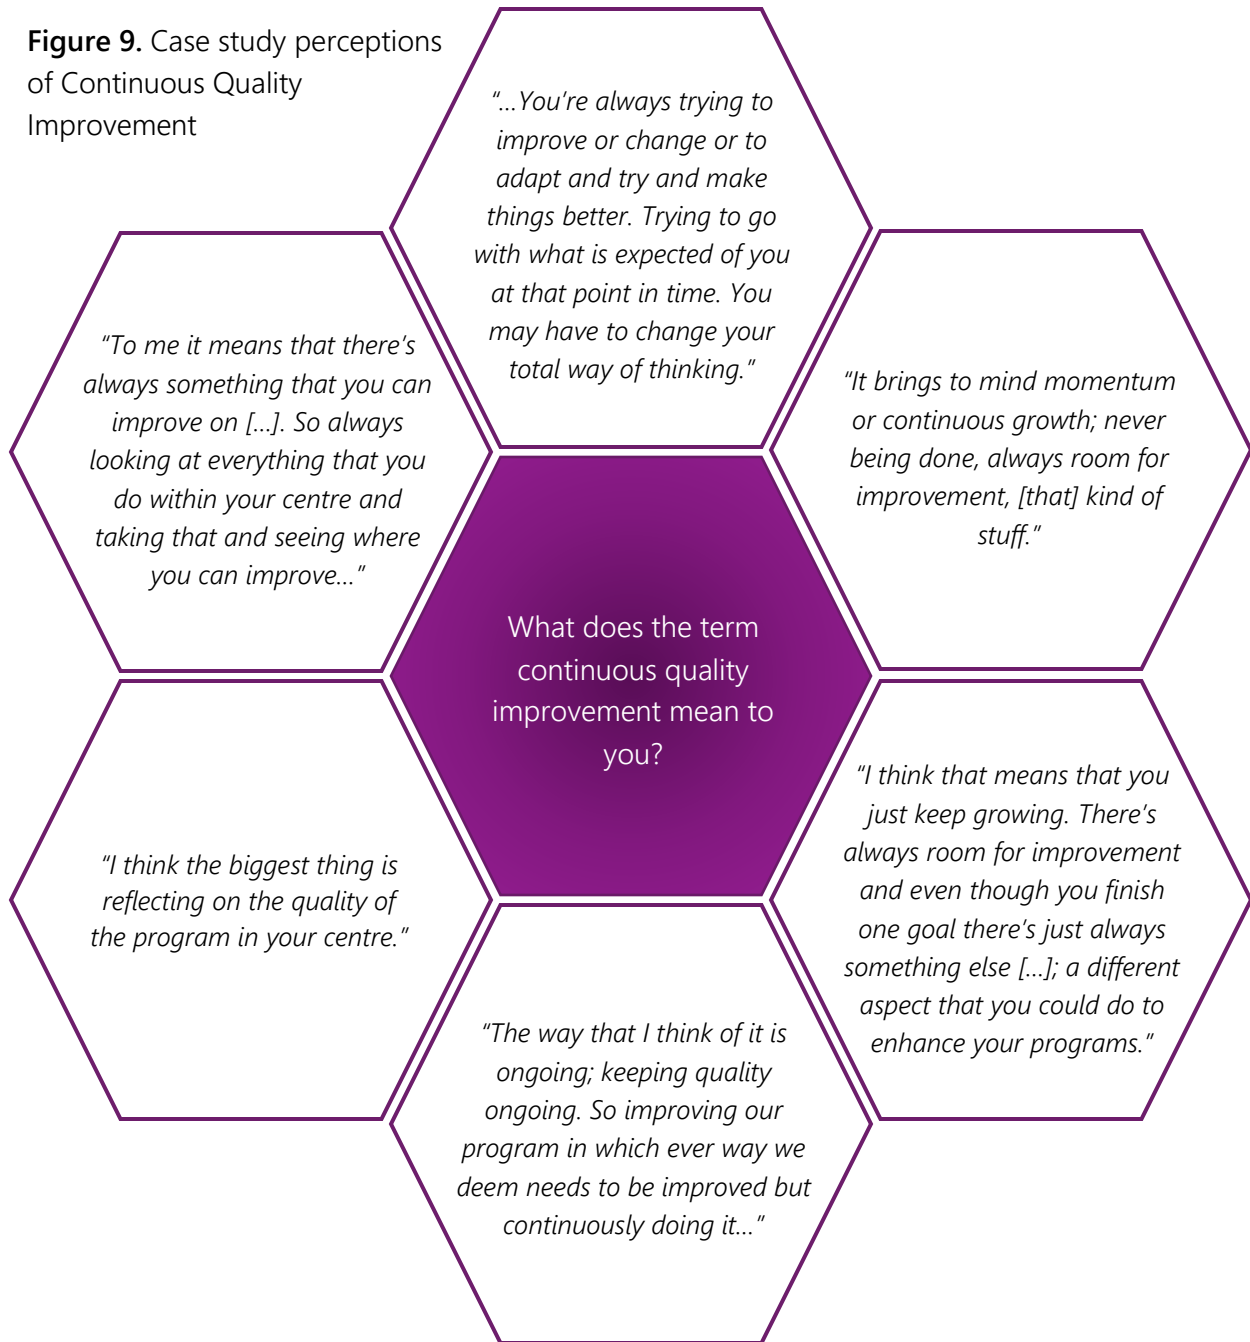 Figure 9. Case study perceptions
of Continuous Quality
Improvement
“...You’re always trying to
improve or change or to
adapt and try and make
things better. Trying to go
with what is expected of you
at that point in time. You
may have to change your
total way of thinking.”
“To me it means that there’s
always something that you can
improve on [...]. So always
looking at everything that you
do within your centre and
taking that and seeing where
you can improve...”
“It brings to mind momentum
or continuous growth; never
being done, always room for
improvement, [that] kind of
stuff.”
What does the term
continuous quality
improvement mean to
you?
“I think the biggest thing is
reflecting on the quality of
the program in your centre.”
“I think that means that you
just keep growing. There’s
always room for improvement
and even though you finish
one goal there’s just always
something else [...]; a different
aspect that you could do to
enhance your programs.”
“The way that I think of it is
ongoing; keeping quality
ongoing. So improving our
program in which ever way we
deem needs to be improved but
continuously doing it...”